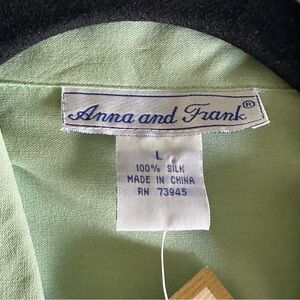 Anna and Frank®
L
100% SILK
MADE IN CHINA
RN 73945